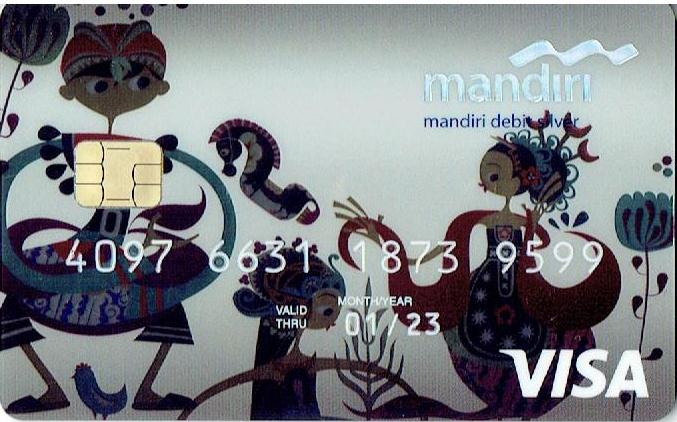 mandiri
mandiri debit silver
4097 6631 1873 9599
VALID THRU
MONTH/YEAR
01/23
VISA